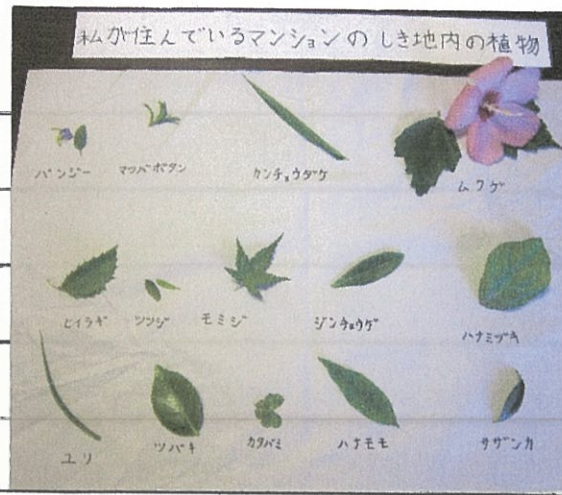 私が住んでいるマンションのしき地内の植物
パンジー
マツバボタン
カンチョウダケ
ムクゲ
ヒイラギ
ツツジ
モミジ
ジンチョウゲ
ハナミヅキ
ユリ
ツバキ
カタバミ
ハナモモ
サザンカ